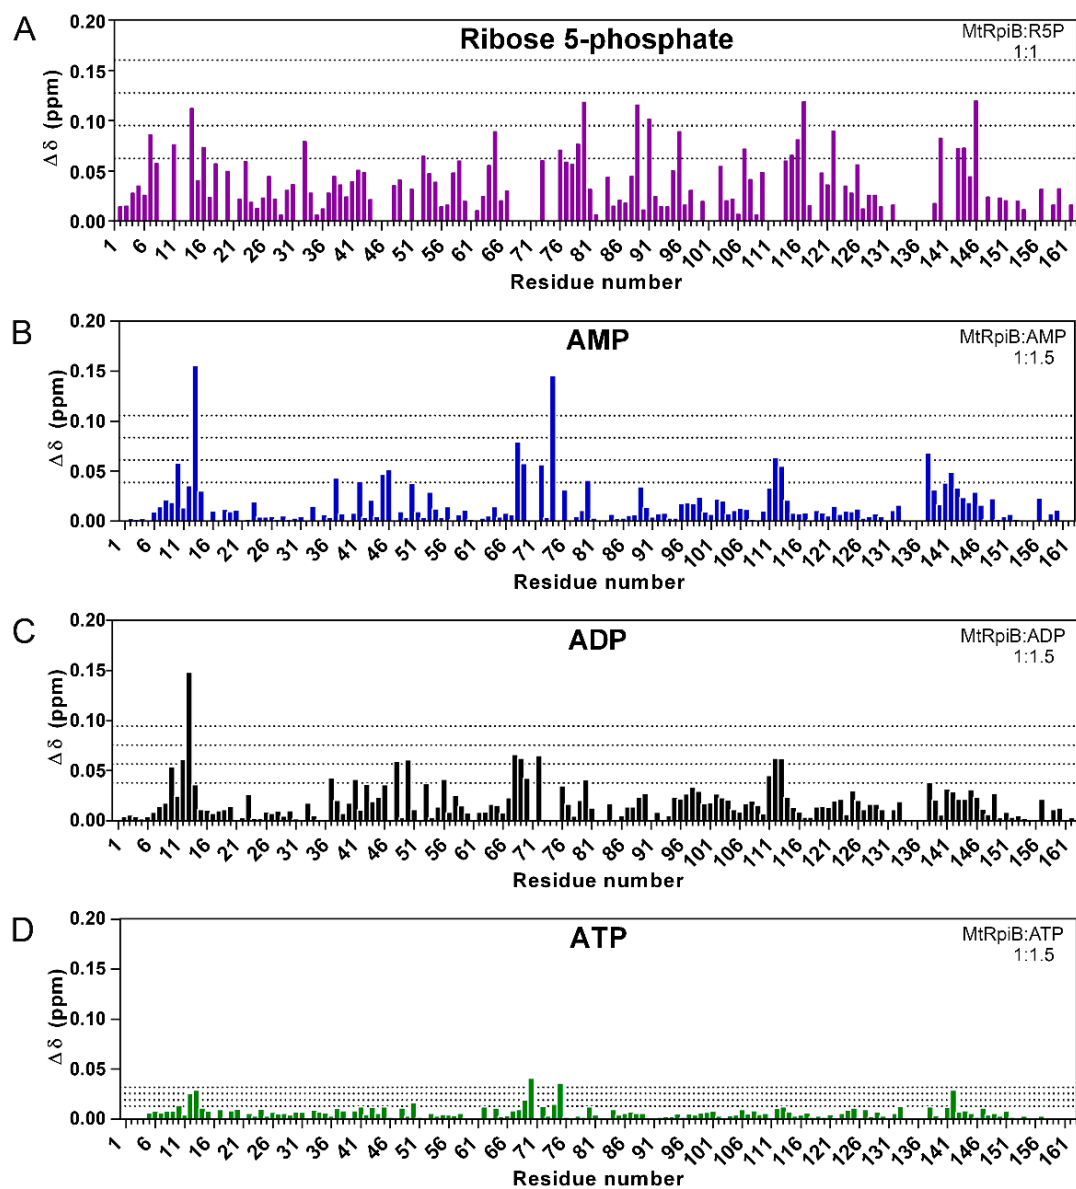 A
Ribose 5-phosphate
MtRpiB:R5P
1:1
Δδ (ppm)
0.20
0.15
0.10
0.05
0.00
1 6 11 16 21 26 31 36 41 46 51 56 61 66 71 76 81 86 91 96 101 106 111 116 121 126 131 136 141 146 151 156 161
Residue number
B
AMP
MtRpiB:AMP
1:1.5
Δδ (ppm)
0.20
0.15
0.10
0.05
0.00
1 6 11 16 21 26 31 36 41 46 51 56 61 66 71 76 81 86 91 96 101 106 111 116 121 126 131 136 141 146 151 156 161
Residue number
C
ADP
MtRpiB:ADP
1:1.5
Δδ (ppm)
0.20
0.15
0.10
0.05
0.00
1 6 11 16 21 26 31 36 41 46 51 56 61 66 71 76 81 86 91 96 101 106 111 116 121 126 131 136 141 146 151 156 161
Residue number
D
ATP
MtRpiB:ATP
1:1.5
Δδ (ppm)
0.20
0.15
0.10
0.05
0.00
1 6 11 16 21 26 31 36 41 46 51 56 61 66 71 76 81 86 91 96 101 106 111 116 121 126 131 136 141 146 151 156 161
Residue number